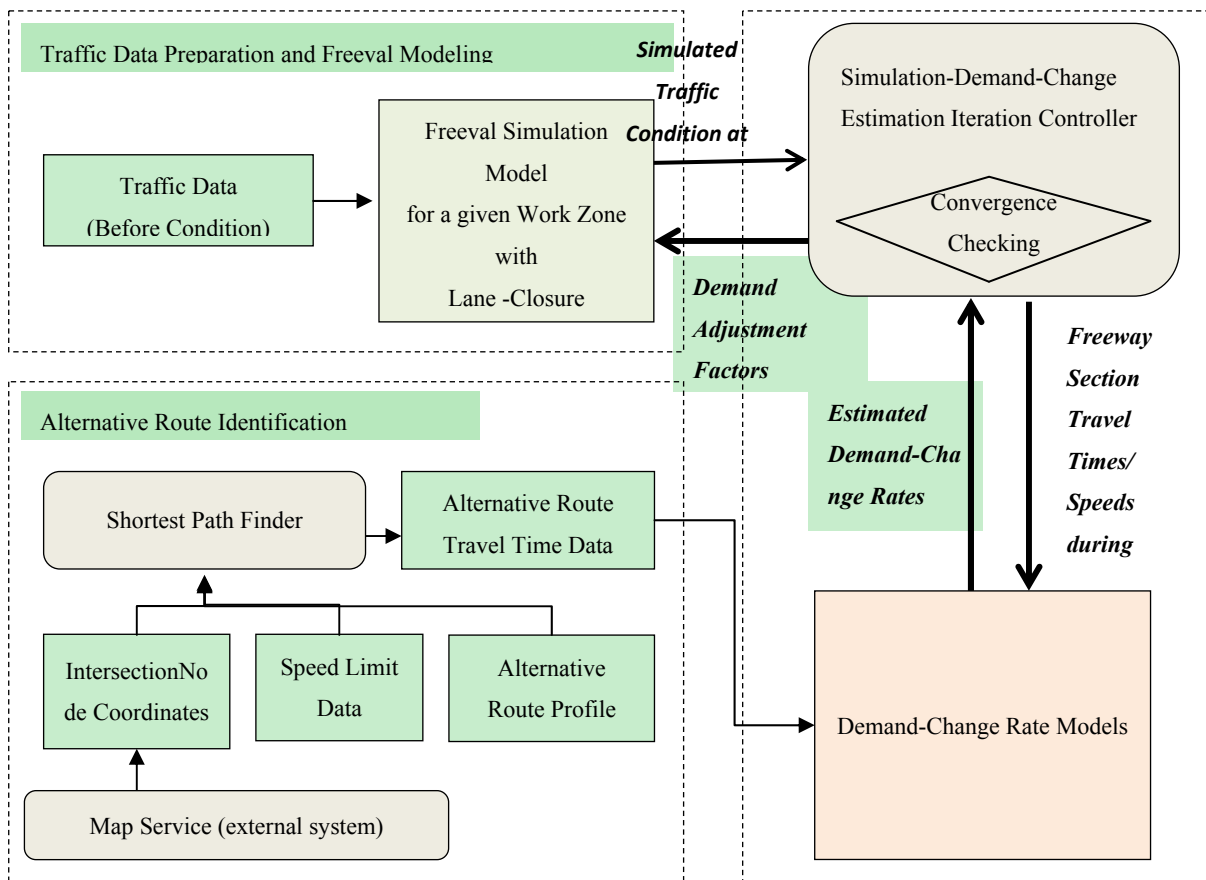 Traffic Data Preparation and Freeval Modeling
Traffic Data
(Before Condition)
Freeval Simulation
Model
for a given Work Zone
with
Lane -Closure
Simulated
Traffic
Condition at
Simulation-Demand-Change
Estimation Iteration Controller
Convergence
Checking
Demand
Adjustment
Factors
Estimated
Demand-Cha
nge Rates
Freeway
Section
Travel
Times/
Speeds
during
Alternative Route Identification
Shortest Path Finder
Alternative Route
Travel Time Data
IntersectionNo
de Coordinates
Speed Limit
Data
Alternative
Route Profile
Map Service (external system)
Demand-Change Rate Models